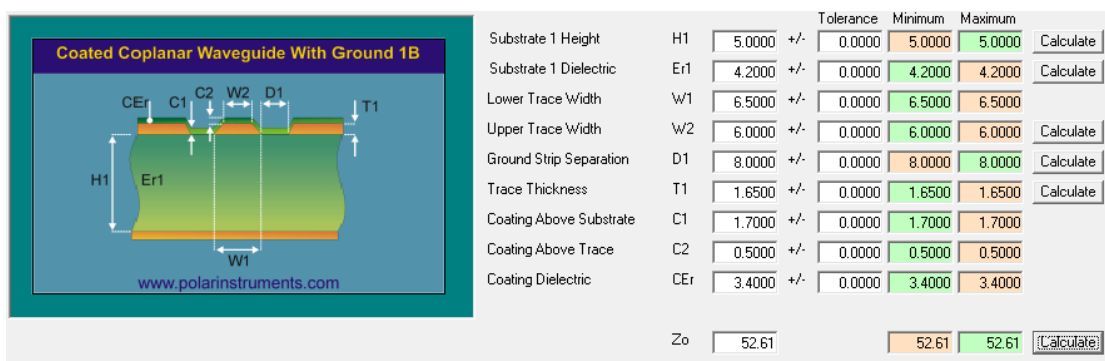 Tolerance Minimum Maximum
Coated Coplanar Waveguide With Ground 1B
CEr C1 C2 W2 D1 T1
H1 Er1
W1
www.polarinstruments.com
Substrate 1 Height H1 5.0000 +/- 0.0000 5.0000 5.0000 Calculate
Substrate 1 Dielectric Er1 4.2000 +/- 0.0000 4.2000 4.2000 Calculate
Lower Trace Width W1 6.5000 +/- 0.0000 6.5000 6.5000
Upper Trace Width W2 6.0000 +/- 0.0000 6.0000 6.0000 Calculate
Ground Strip Separation D1 8.0000 +/- 0.0000 8.0000 8.0000 Calculate
Trace Thickness T1 1.6500 +/- 0.0000 1.6500 1.6500 Calculate
Coating Above Substrate C1 1.7000 +/- 0.0000 1.7000 1.7000
Coating Above Trace C2 0.5000 +/- 0.0000 0.5000 0.5000
Coating Dielectric CEr 3.4000 +/- 0.0000 3.4000 3.4000
Zo 52.61 52.61 52.61 Calculate